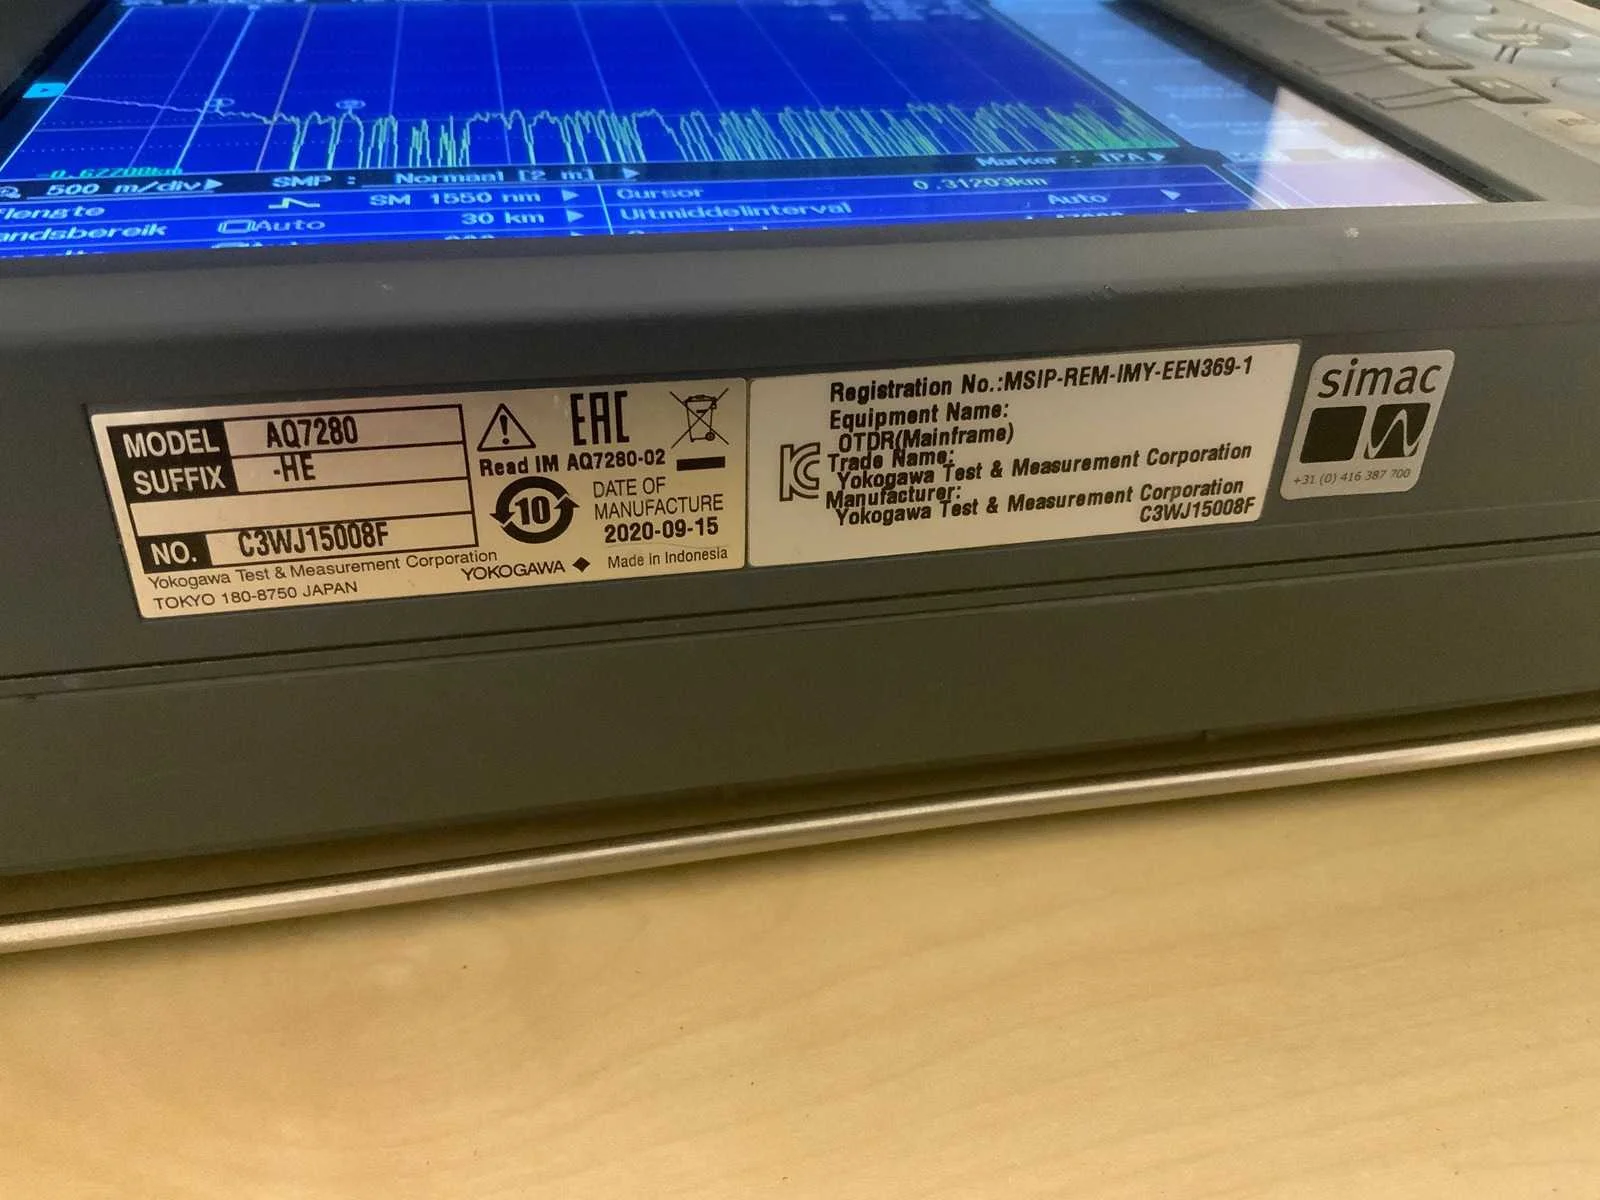 500 m/div
SMP : Normaal [2 m]
Marker : TPA
SM 1550 nm
Cursor
0.31203km
Auto
30 km
Uitmiddelinterval
Auto
MODEL AQ7280
SUFFIX -HE
NO. C3WJ15008F
Yokogawa Test & Measurement Corporation
TOKYO 180-8750 JAPAN
EAC
Read IM AQ7280-02
10
DATE OF
MANUFACTURE
2020-09-15
YOKOGAWA
Made in Indonesia
Registration No.:MSIP-REM-IMY-EEN369-1
Equipment Name:
OTDR(Mainframe)
Trade Name:
Yokogawa Test & Measurement Corporation
Manufacturer:
Yokogawa Test & Measurement Corporation
C3WJ15008F
simac
+31 (0) 416 387 700